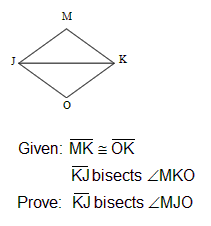 M
J
K
O
Given: MK ≅ OK
KJ bisects ∠MKO
Prove: KJ bisects ∠MJO